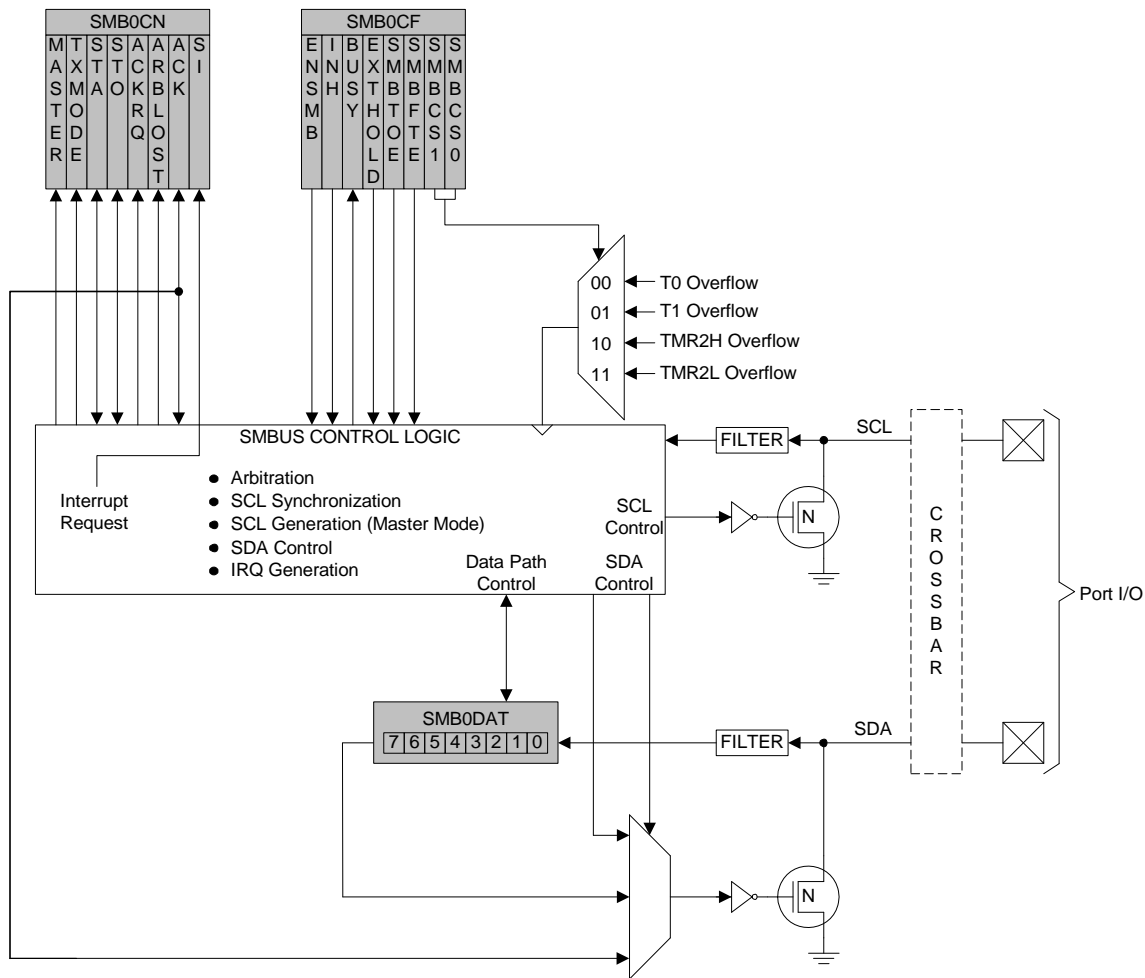 SMB0CN
MASTER
TXMODE
STA
STO
ACKRQ
ARBLOST
ACK
SI
SMB0CF
ENSMB
INH
BUSY
EXTHOLD
SMBTOE
SMBFTE
SMBCS1
SMBCS0
00
T0 Overflow
01
T1 Overflow
10
TMR2H Overflow
11
TMR2L Overflow
SMBUS CONTROL LOGIC
Interrupt
Request
● Arbitration
● SCL Synchronization
● SCL Generation (Master Mode)
● SDA Control
● IRQ Generation
SCL
Control
Data Path
Control
SDA
Control
FILTER
SCL
N
CROSSBAR
Port I/O
SMB0DAT
7 6 5 4 3 2 1 0
FILTER
SDA
N